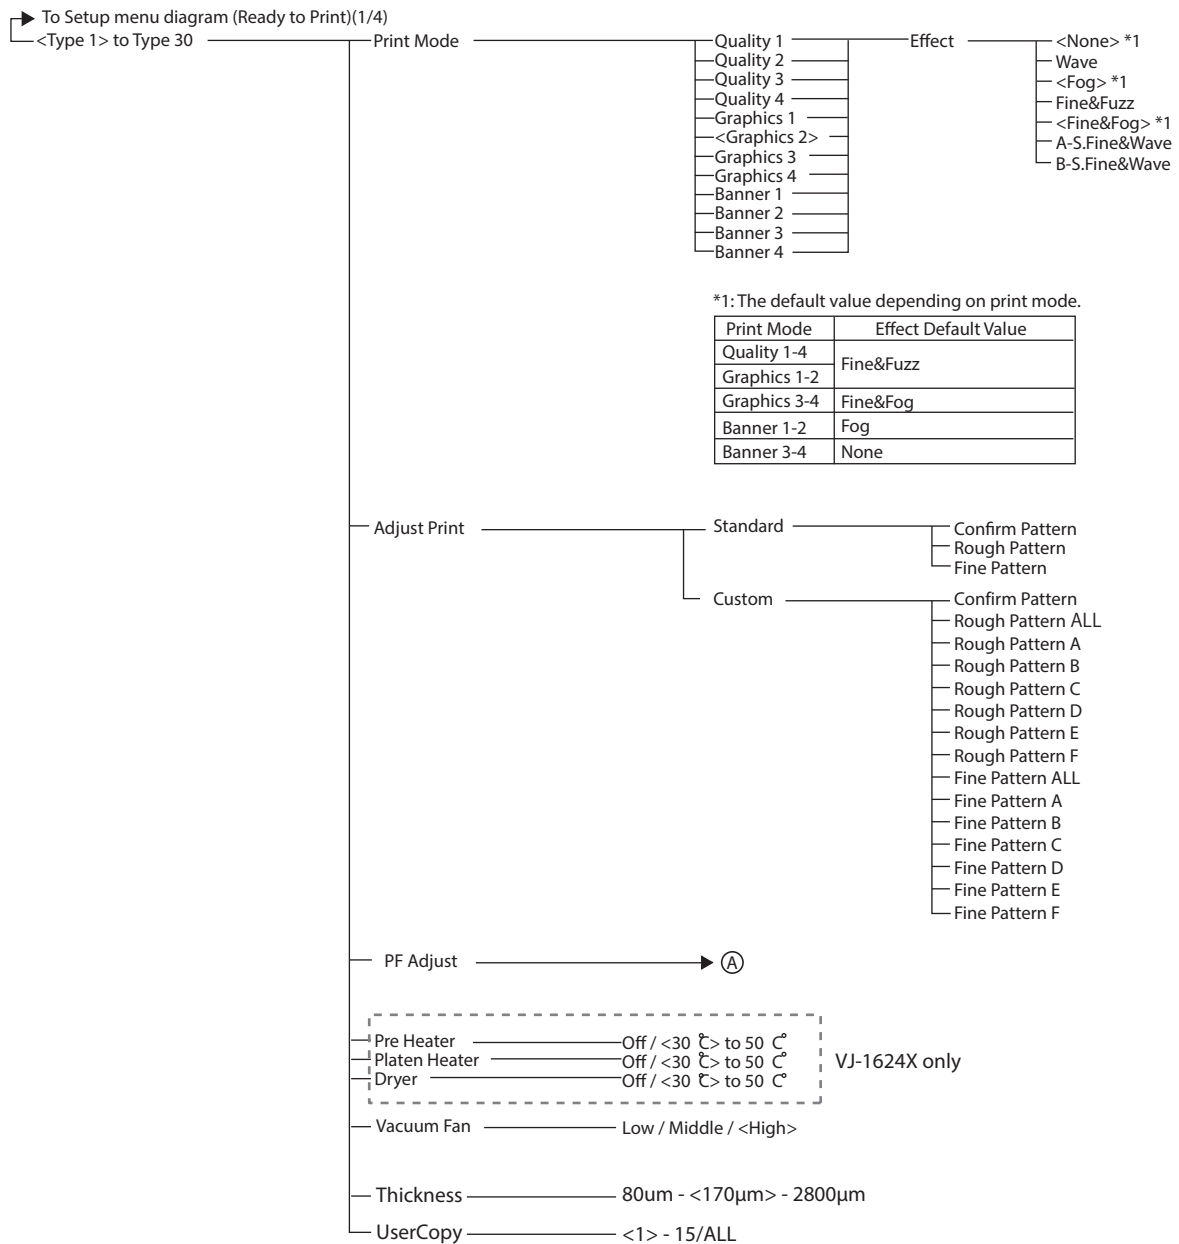 To Setup menu diagram (Ready to Print)(1/4)
<Type 1> to Type 30
Print Mode
Quality 1
Quality 2
Quality 3
Quality 4
Graphics 1
<Graphics 2>
Graphics 3
Graphics 4
Banner 1
Banner 2
Banner 3
Banner 4
Effect
<None> *1
Wave
<Fog> *1
Fine&Fuzz
<Fine&Fog> *1
A-S.Fine&Wave
B-S.Fine&Wave
*1: The default value depending on print mode.
Print Mode Effect Default Value
Quality 1-4
Graphics 1-2
Fine&Fuzz
Graphics 3-4 Fine&Fog
Banner 1-2 Fog
Banner 3-4 None
Adjust Print
Standard
Confirm Pattern
Rough Pattern
Fine Pattern
Custom
Confirm Pattern
Rough Pattern ALL
Rough Pattern A
Rough Pattern B
Rough Pattern C
Rough Pattern D
Rough Pattern E
Rough Pattern F
Fine Pattern ALL
Fine Pattern A
Fine Pattern B
Fine Pattern C
Fine Pattern D
Fine Pattern E
Fine Pattern F
PF Adjust
A
Pre Heater Off / <30 ℃> to 50 C°
Platen Heater Off / <30 ℃> to 50 C°
Dryer Off / <30 ℃> to 50 C°
VJ-1624X only
Vacuum Fan Low / Middle / <High>
Thickness 80um - <170µm> - 2800µm
UserCopy <1> - 15/ALL